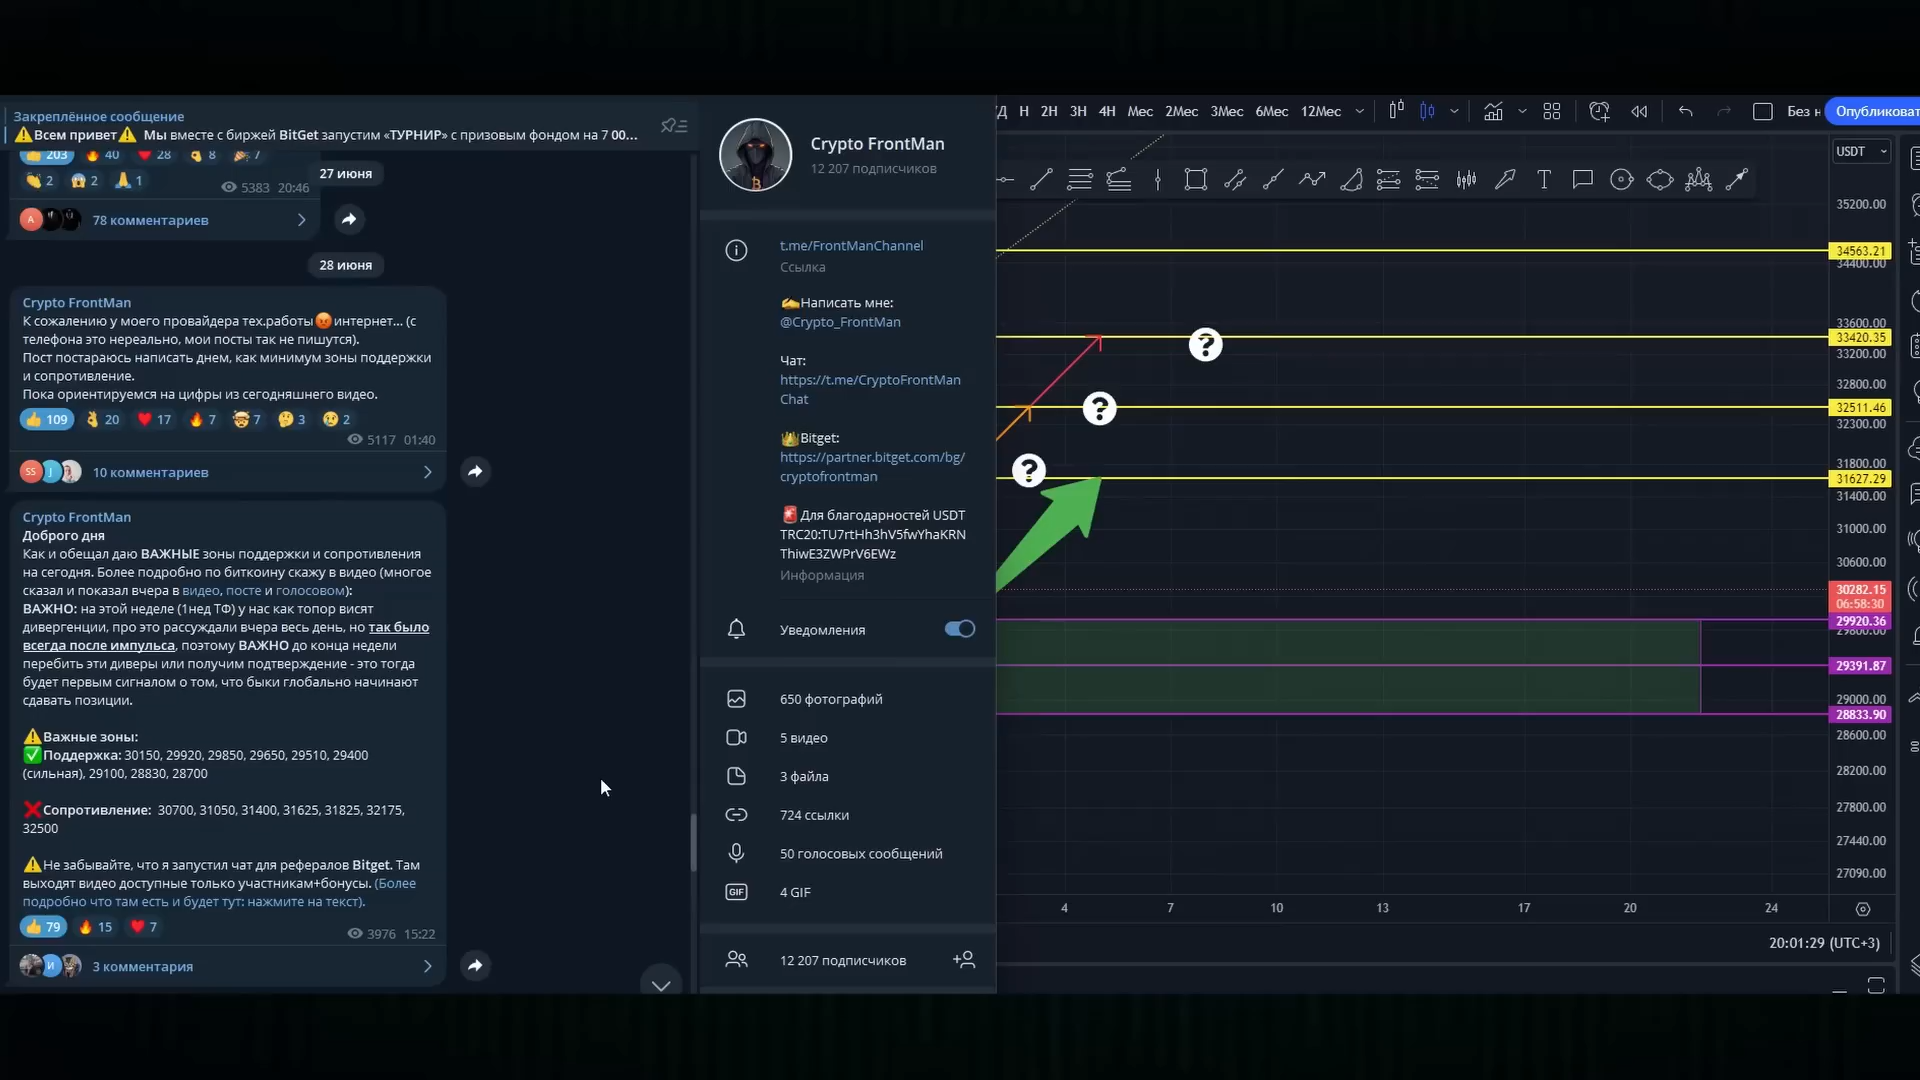 Закреплённое сообщение
⚠️Всем привет⚠️ Мы вместе с биржей BitGet запустим «ТУРНИР» с призовым фондом на 7 00...
203 40 28 8 7
2 2 1
5383 20:46
27 июня
78 комментариев
28 июня
Crypto FrontMan
К сожалению у моего провайдера тех.работы😡интернет... (с
телефона это нереально, мои посты так не пишутся).
Пост постараюсь написать днем, как минимум зоны поддержки
и сопротивление.
Пока ориентируемся на цифры из сегодняшнего видео.
109 20 17 7 7 3 2
5117 01:40
SS J
10 комментариев
Crypto FrontMan
Доброго дня
Как и обещал даю ВАЖНЫЕ зоны поддержки и сопротивления
на сегодня. Более подробно по биткоину скажу в видео (многое
сказал и показал вчера в видео, посте и голосовом):
ВАЖНО: на этой неделе (1нед ТФ) у нас как топор висят
дивергенции, про это рассуждали вчера весь день, но так было
всегда после импульса, поэтому ВАЖНО до конца недели
перебить эти диверы или получим подтверждение - это тогда
будет первым сигналом о том, что быки глобально начинают
сдавать позиции.
⚠️Важные зоны:
✅Поддержка: 30150, 29920, 29850, 29650, 29510, 29400
(сильная), 29100, 28830, 28700
❌Сопротивление: 30700, 31050, 31400, 31625, 31825, 32175,
32500
⚠️Не забывайте, что я запустил чат для рефералов Bitget. Там
выходят видео доступные только участникам+бонусы. (Более
подробно что там есть и будет тут: нажмите на текст).
79 15 7
3976 15:22
И
3 комментария
Crypto FrontMan
12 207 подписчиков
t.me/FrontManChannel
Ссылка
✍️Написать мне:
@Crypto_FrontMan
Чат:
https://t.me/CryptoFrontMan
Chat
👑Bitget:
https://partner.bitget.com/bg/
cryptofrontman
🚨Для благодарностей USDT
TRC20:TU7rtHh3hV5fwYhaKRN
ThiwE3ZWPrV6EWz
Информация
Уведомления
650 фотографий
5 видео
3 файла
724 ссылки
50 голосовых сообщений
GIF 4 GIF
12 207 подписчиков
Д Н 2Н 3Н 4Н Мес 2Мес 3Мес 6Мес 12Мес
Без н
Опубликоват
USDT
35200.00
34563.21
34400.00
33600.00
33420.35
33200.00
32800.00
32511.46
32300.00
31800.00
31627.29
31400.00
31000.00
30600.00
30282.15
06:58:30
29920.36
29800.00
29391.87
29000.00
28833.90
28600.00
28200.00
27800.00
27440.00
27090.00
? ? ?
4 7 10 13 17 20 24
20:01:29 (UTC+3)